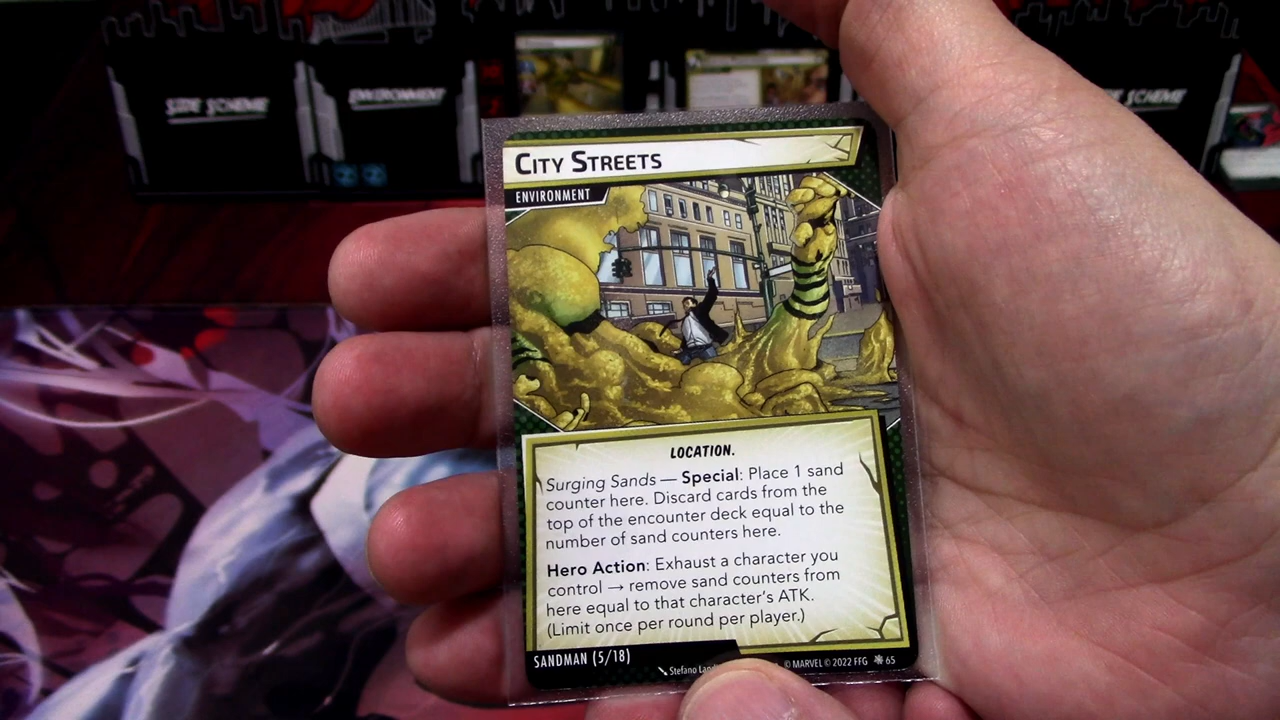 SIDE SCHEME
ENVIRONMENT
SCHEME
CITY STREETS
ENVIRONMENT
LOCATION.
Surging Sands — Special: Place 1 sand
counter here. Discard cards from the
top of the encounter deck equal to the
number of sand counters here.
Hero Action: Exhaust a character you
control → remove sand counters from
here equal to that character's ATK.
(Limit once per round per player.)
SANDMAN (5/18)
Stefano
© MARVEL © 2022 FFG
65